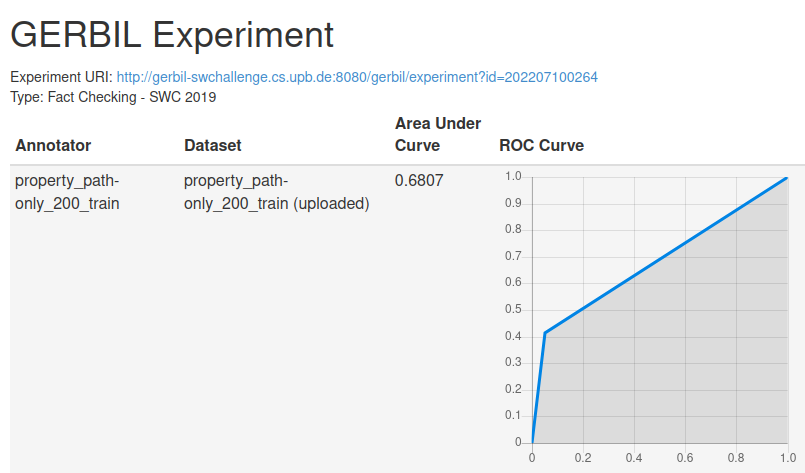 GERBIL Experiment
Experiment URI: http://gerbil-swchallenge.cs.upb.de:8080/gerbil/experiment?id=202207100264
Type: Fact Checking - SWC 2019
Annotator
Dataset
Area Under
Curve
ROC Curve
property_path-
only_200_train
property_path-
only_200_train (uploaded)
0.6807
1.0
0.9
0.8
0.7
0.6
0.5
0.4
0.3
0.2
0.1
0
0 0.2 0.4 0.6 0.8 1.0